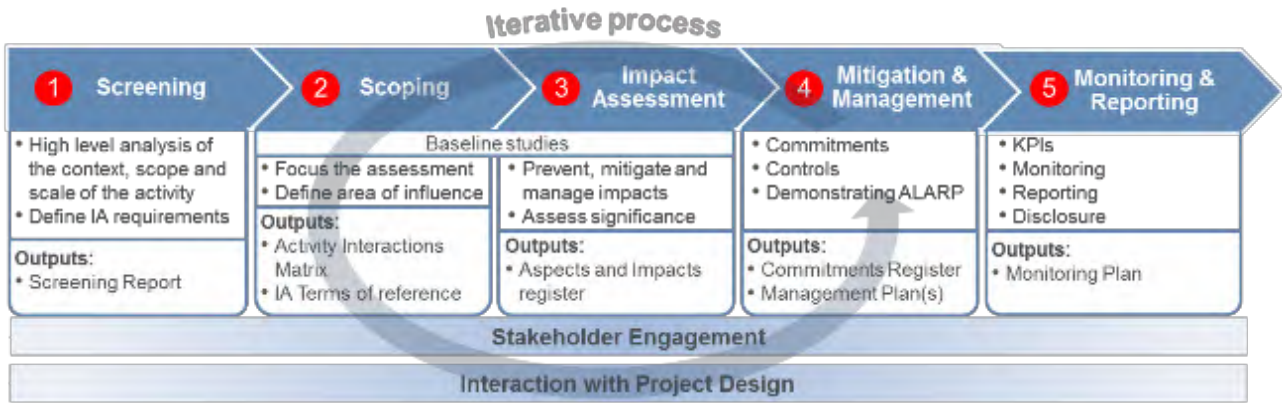 Iterative process
1 Screening
2 Scoping
3 Impact
Assessment
4 Mitigation &
Management
5 Monitoring &
Reporting
• High level analysis of
the context, scope and
scale of the activity
• Define IA requirements
Outputs:
• Screening Report
Baseline studies
• Focus the assessment
• Define area of influence
Outputs:
• Activity Interactions
Matrix
• IA Terms of reference
• Prevent, mitigate and
manage impacts
• Assess significance
Outputs:
• Aspects and Impacts
register
• Commitments
• Controls
• Demonstrating ALARP
Outputs:
• Commitments Register
• Management Plan(s)
• KPIs
• Monitoring
• Reporting
• Disclosure
Outputs:
• Monitoring Plan
Stakeholder Engagement
Interaction with Project Design